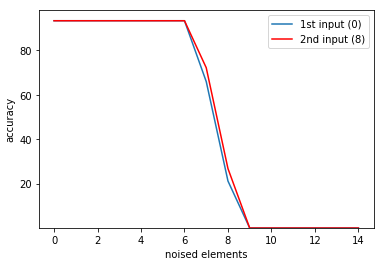 1st input (0)
2nd input (8)
80
60
40
20
accuracy
0 2 4 6 8 10 12 14
noised elements